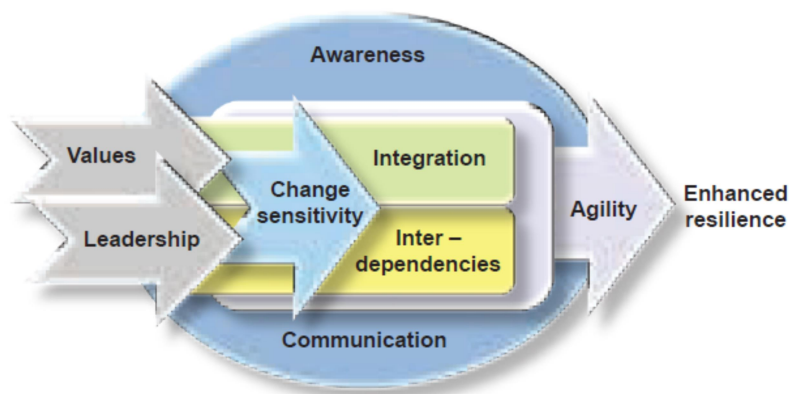 Awareness
Values
Integration
Change
sensitivity
Leadership
Inter –
dependencies
Agility
Enhanced
resilience
Communication